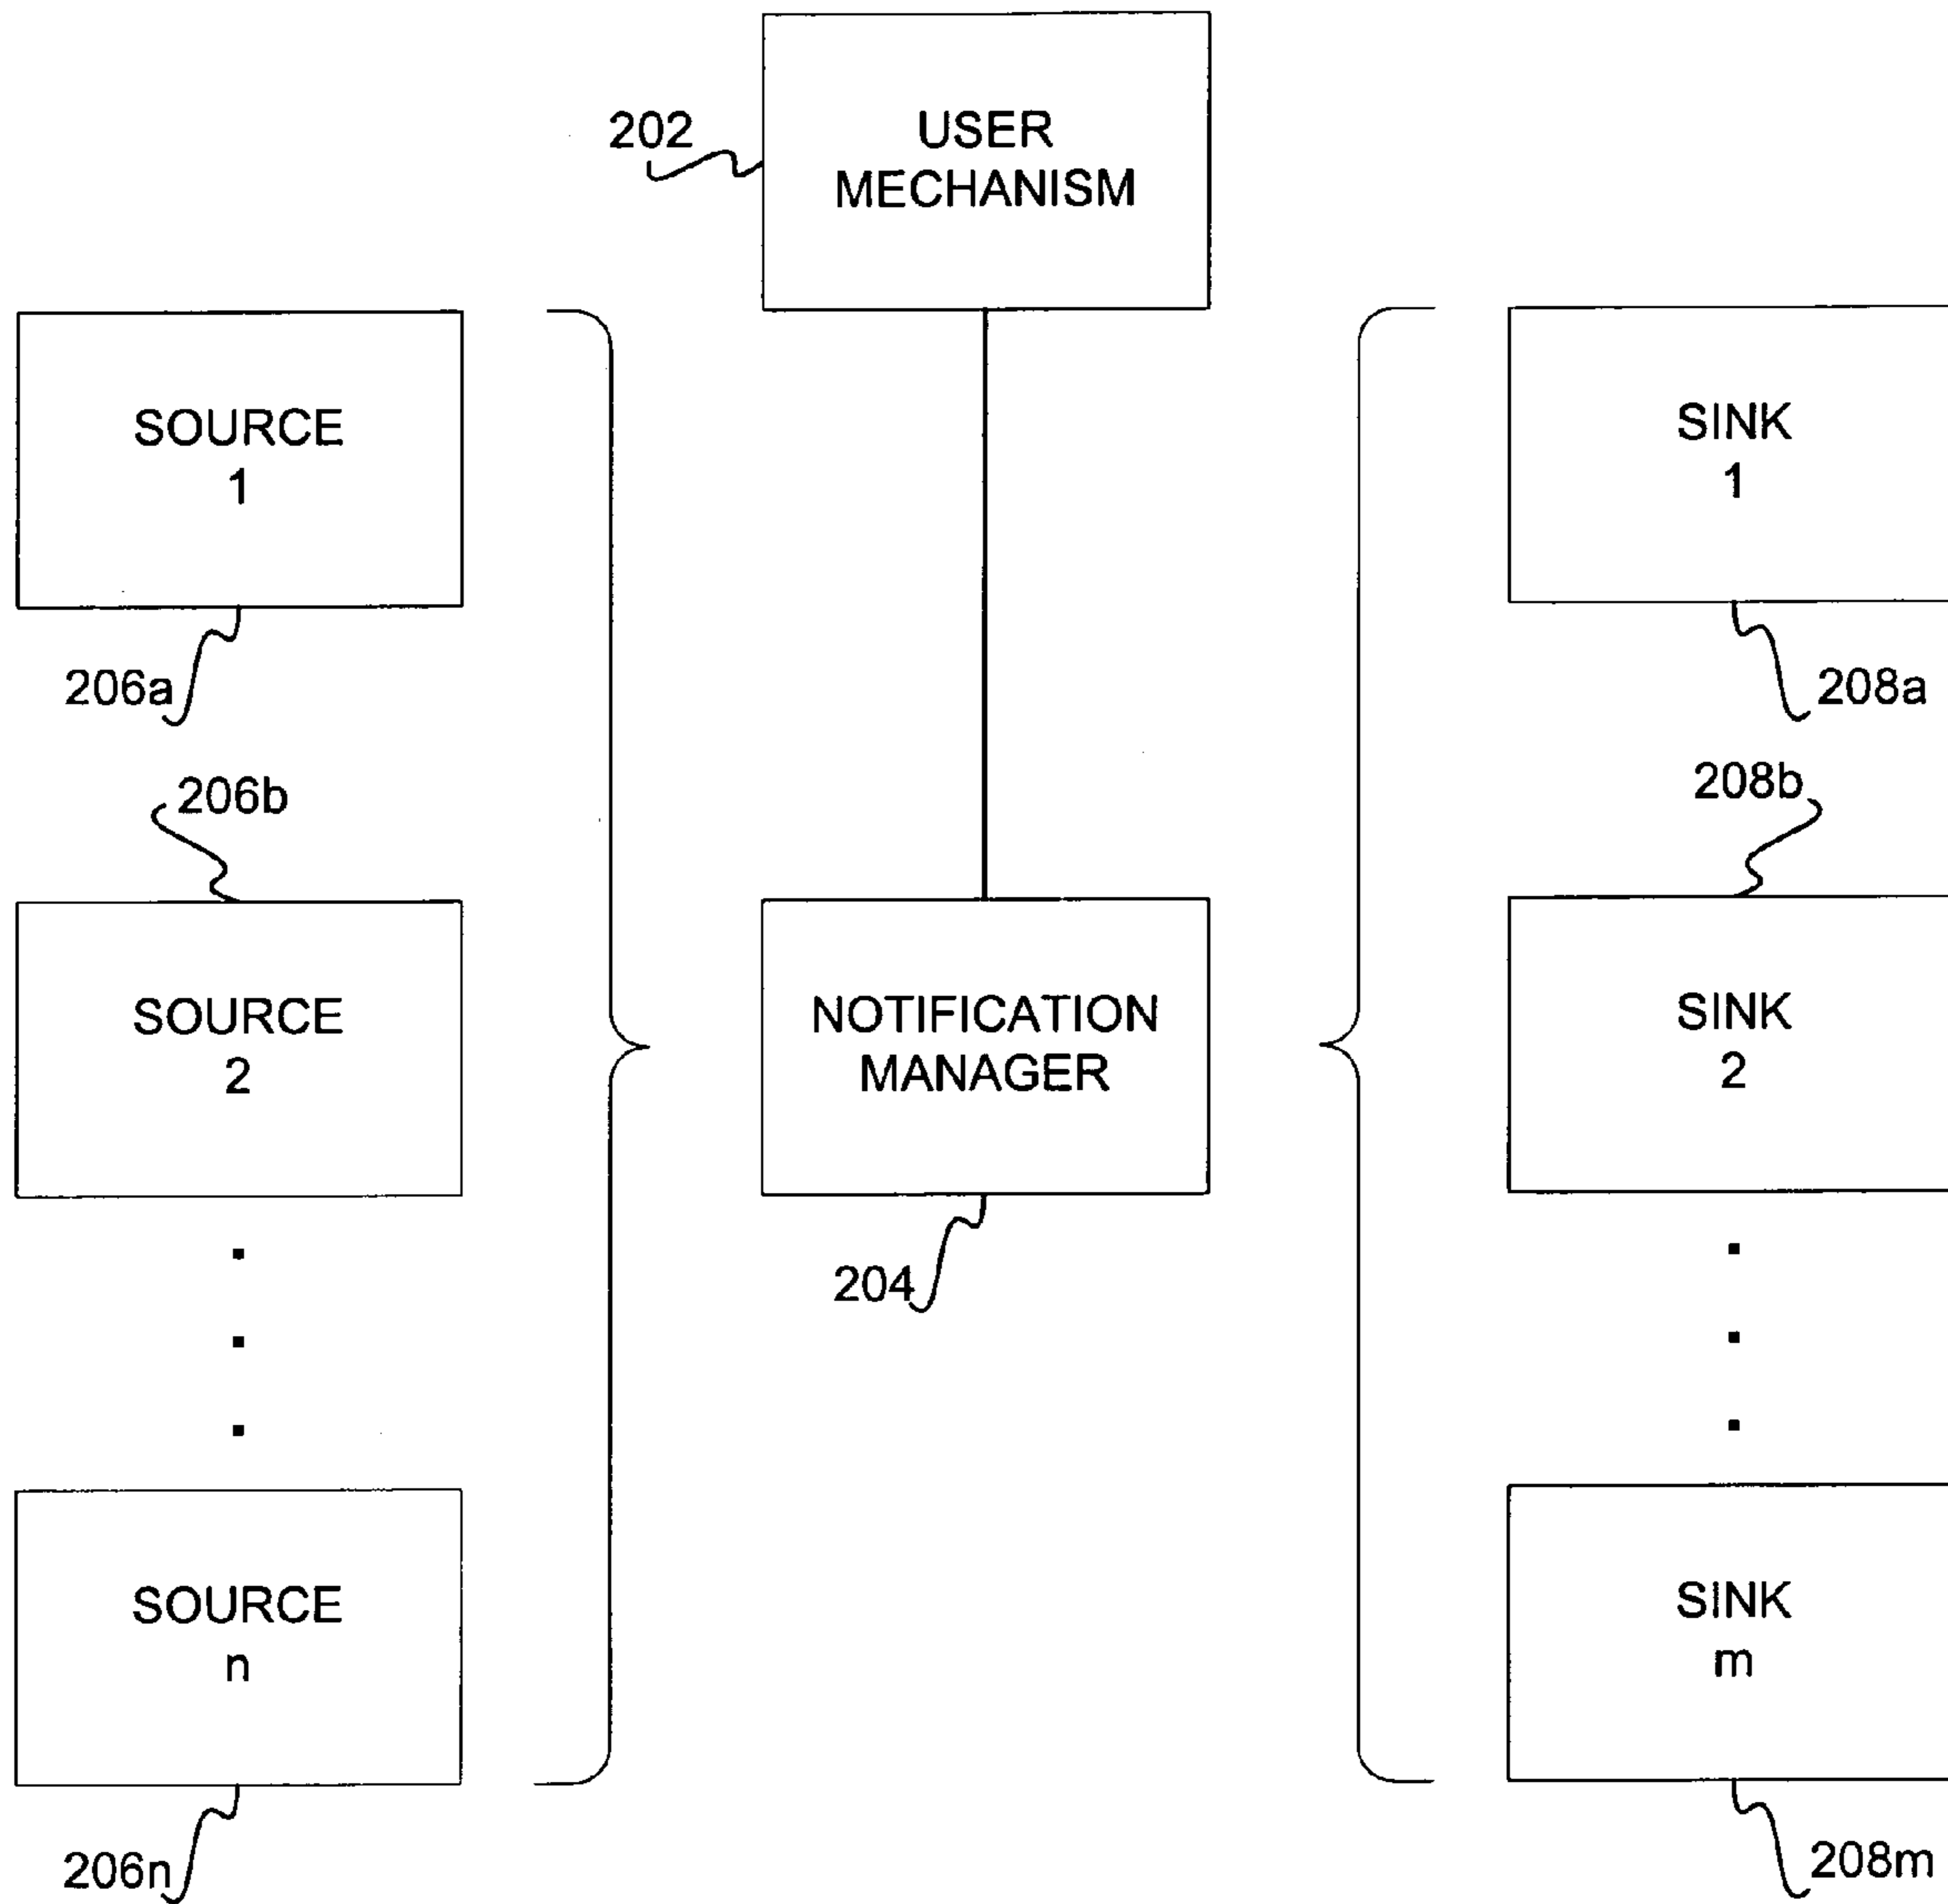 202
USER
MECHANISM
SOURCE
1
206a
SINK
1
208a
206b
208b
SOURCE
2
NOTIFICATION
MANAGER
204
SINK
2
SOURCE
n
206n
SINK
m
208m